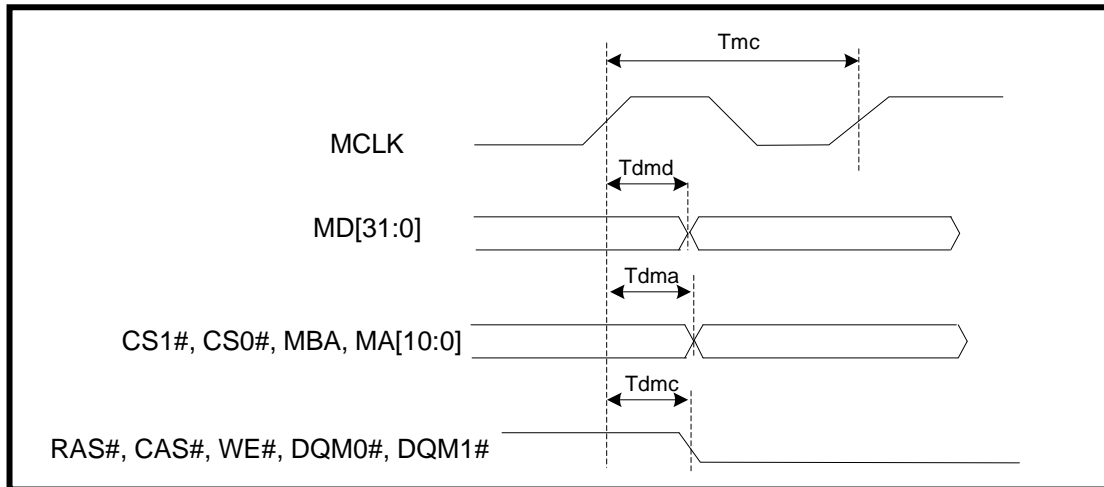 Tmc
MCLK
Tdmd
MD[31:0]
Tdma
CS1#, CS0#, MBA, MA[10:0]
Tdmc
RAS#, CAS#, WE#, DQM0#, DQM1#